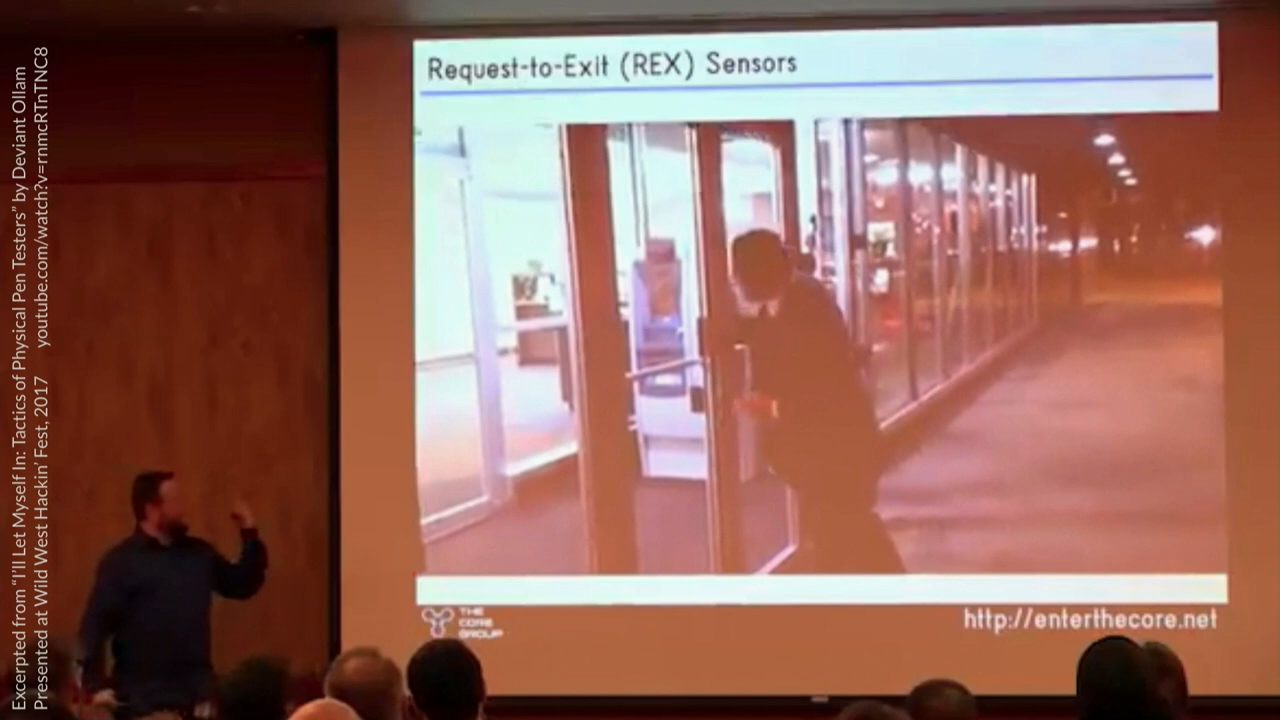 Excerpted from “I’ll Let Myself In: Tactics of Physical Pen Testers” by Deviant Ollam
Presented at Wild West Hackin’ Fest, 2017 youtube.com/watch?v=rnmcRTnTNC8
Request-to-Exit (REX) Sensors
THE
CORE
GROUP
http://enterthecore.net